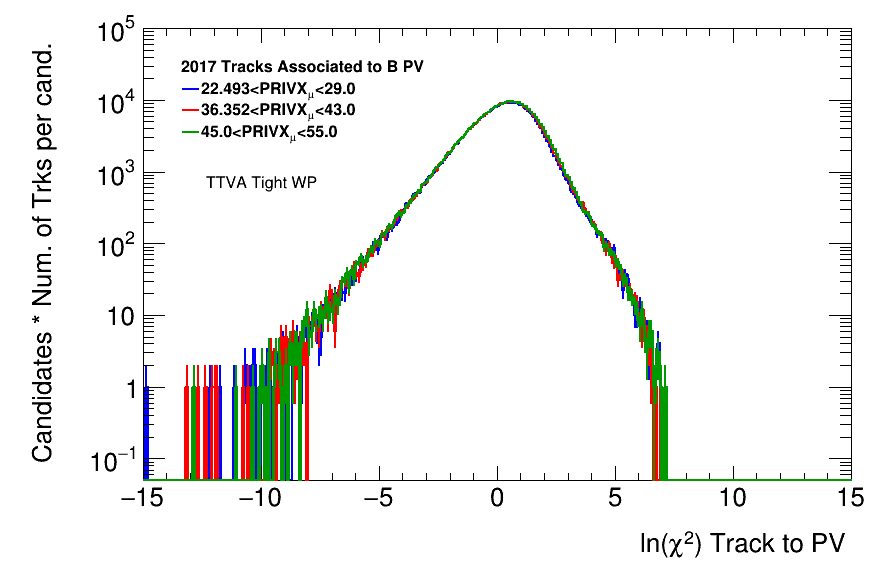 Candidates * Num. of Trks per cand.
10⁵
10⁴
10³
10²
10
1
10⁻¹
2017 Tracks Associated to B PV
22.493<PRIVXμ<29.0
36.352<PRIVXμ<43.0
45.0<PRIVXμ<55.0
TTVA Tight WP
−15 −10 −5 0 5 10 15
ln(χ²) Track to PV